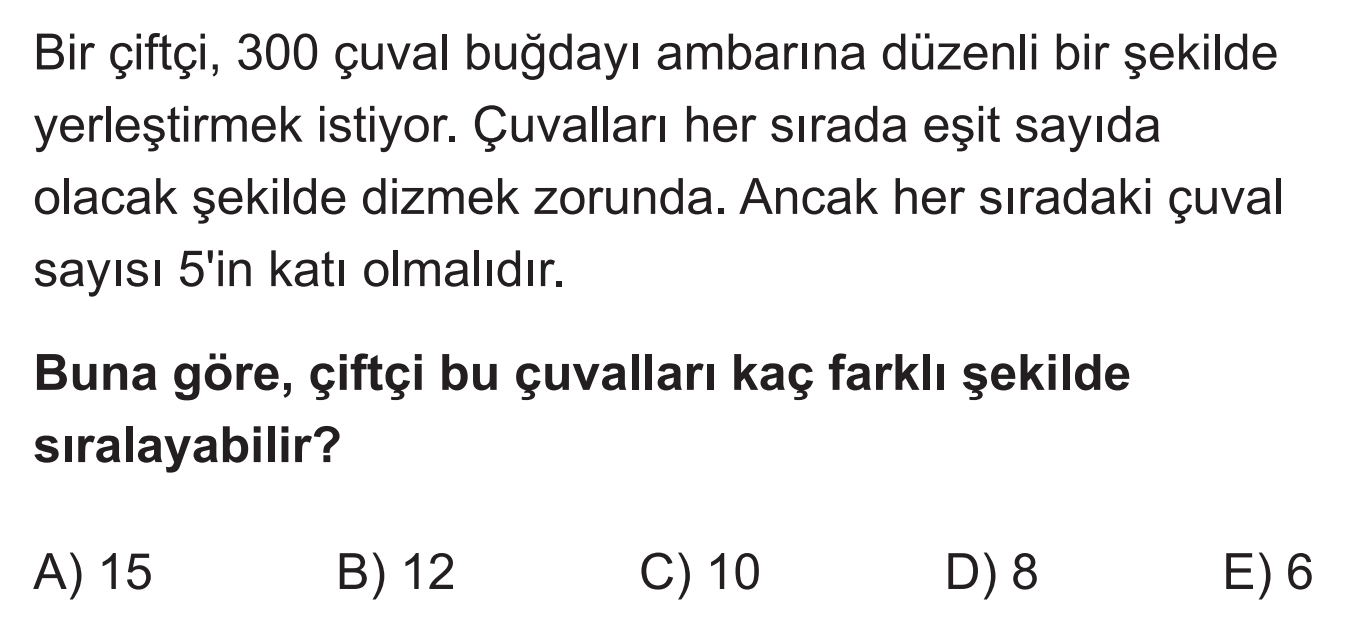 Bir çiftçi, 300 çuval buğdayı ambarına düzenli bir şekilde
yerleştirmek istiyor. Çuvalları her sırada eşit sayıda
olacak şekilde dizmek zorunda. Ancak her sıradaki çuval
sayısı 5'in katı olmalıdır.
Buna göre, çiftçi bu çuvalları kaç farklı şekilde
sıralayabilir?
A) 15 B) 12 C) 10 D) 8 E) 6